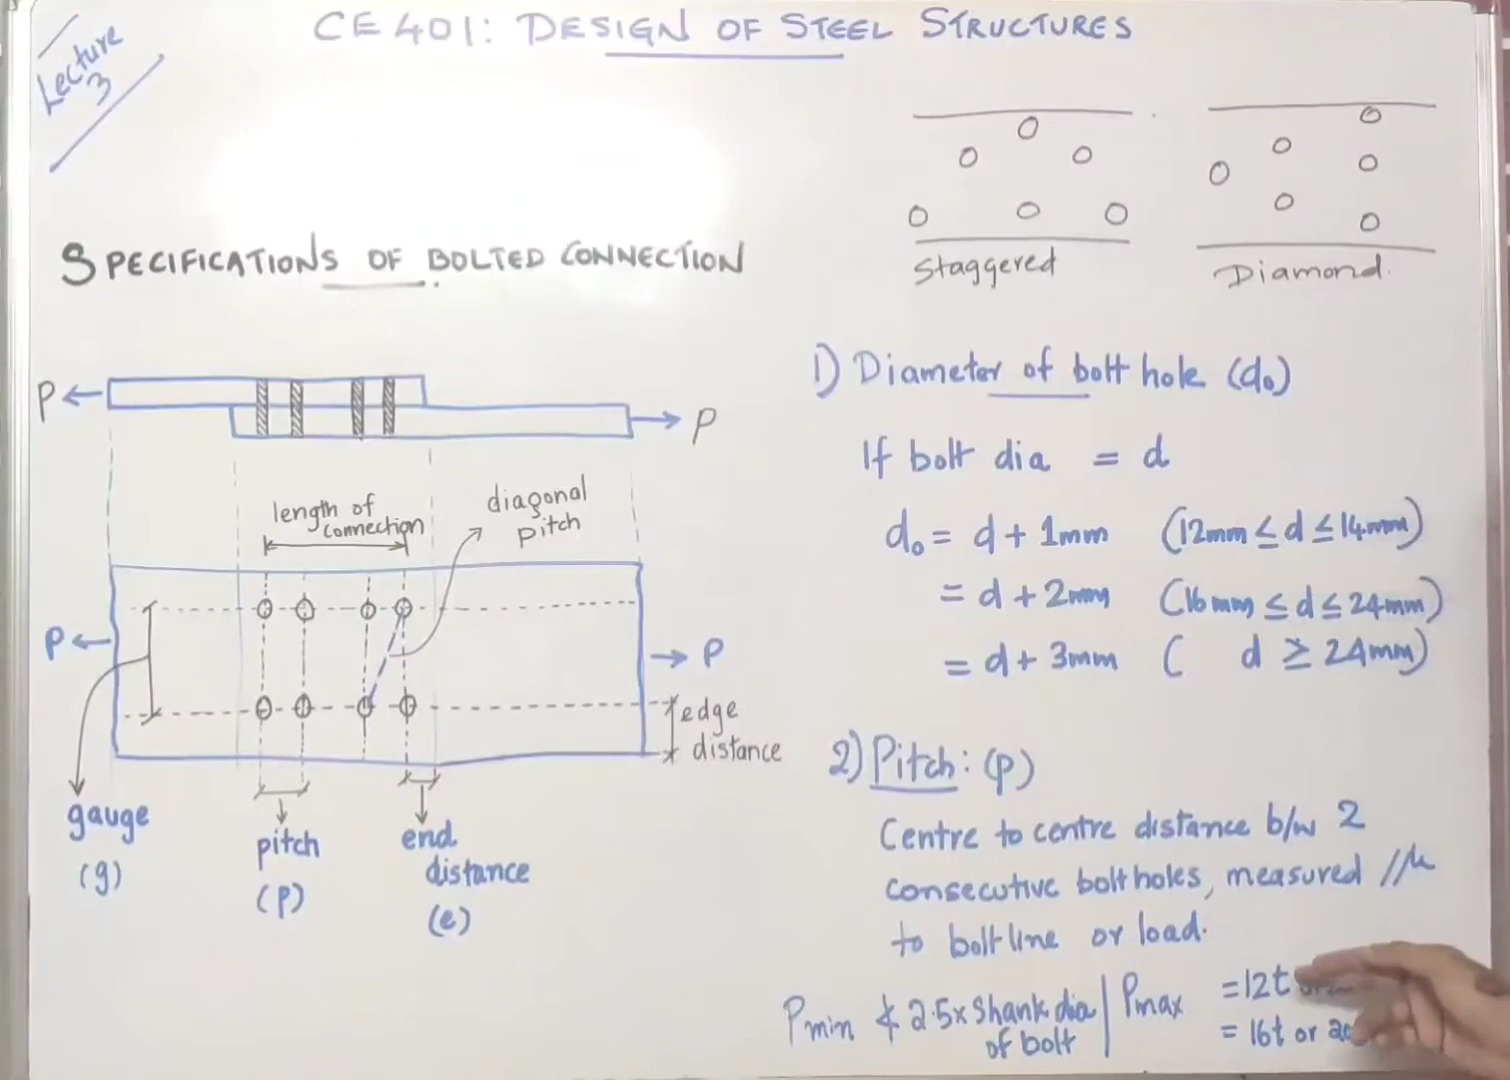 Lecture
3
CE 401: DESIGN OF STEEL STRUCTURES
Staggered
Diamond.
SPECIFICATIONS OF BOLTED CONNECTION
P
P
length of
connection
diagonal
pitch
P
P
edge
distance
gauge
(g)
pitch
(p)
end
distance
(e)
1) Diameter of bolt hole (d₀)
If bolt dia = d
d₀ = d + 1mm (12mm ≤ d ≤ 14mm)
= d + 2mm (16mm ≤ d ≤ 24mm)
= d + 3mm ( d ≥ 24mm)
2) Pitch: (p)
Centre to centre distance b/w 2
consecutive bolt holes, measured //
to bolt line or load.
Pmin ≮ 2.5x Shank dia
of bolt
Pmax = 12t
= 16t or